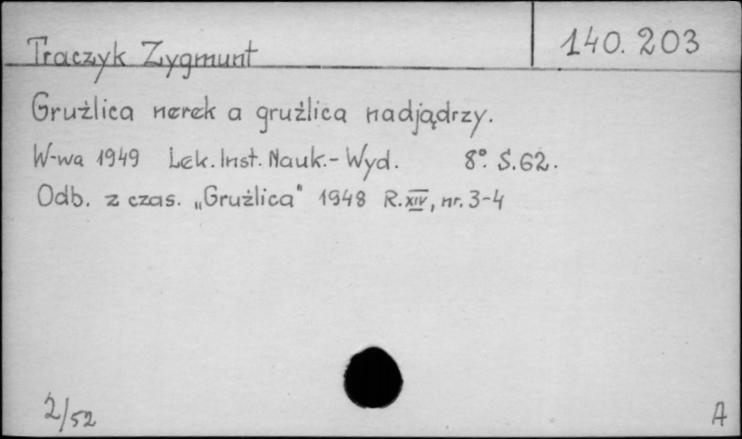 Traczyk Zygmunt
140.203
Gruźlica nerek a gruźlica nadjądrzy.
W-wa 1949 Lek. Inst. Nauk.-Wyd. 8°. S.62.
Odb. z czas. „Gruźlica" 1948 R.XIV, nr. 3-4
2/52
A